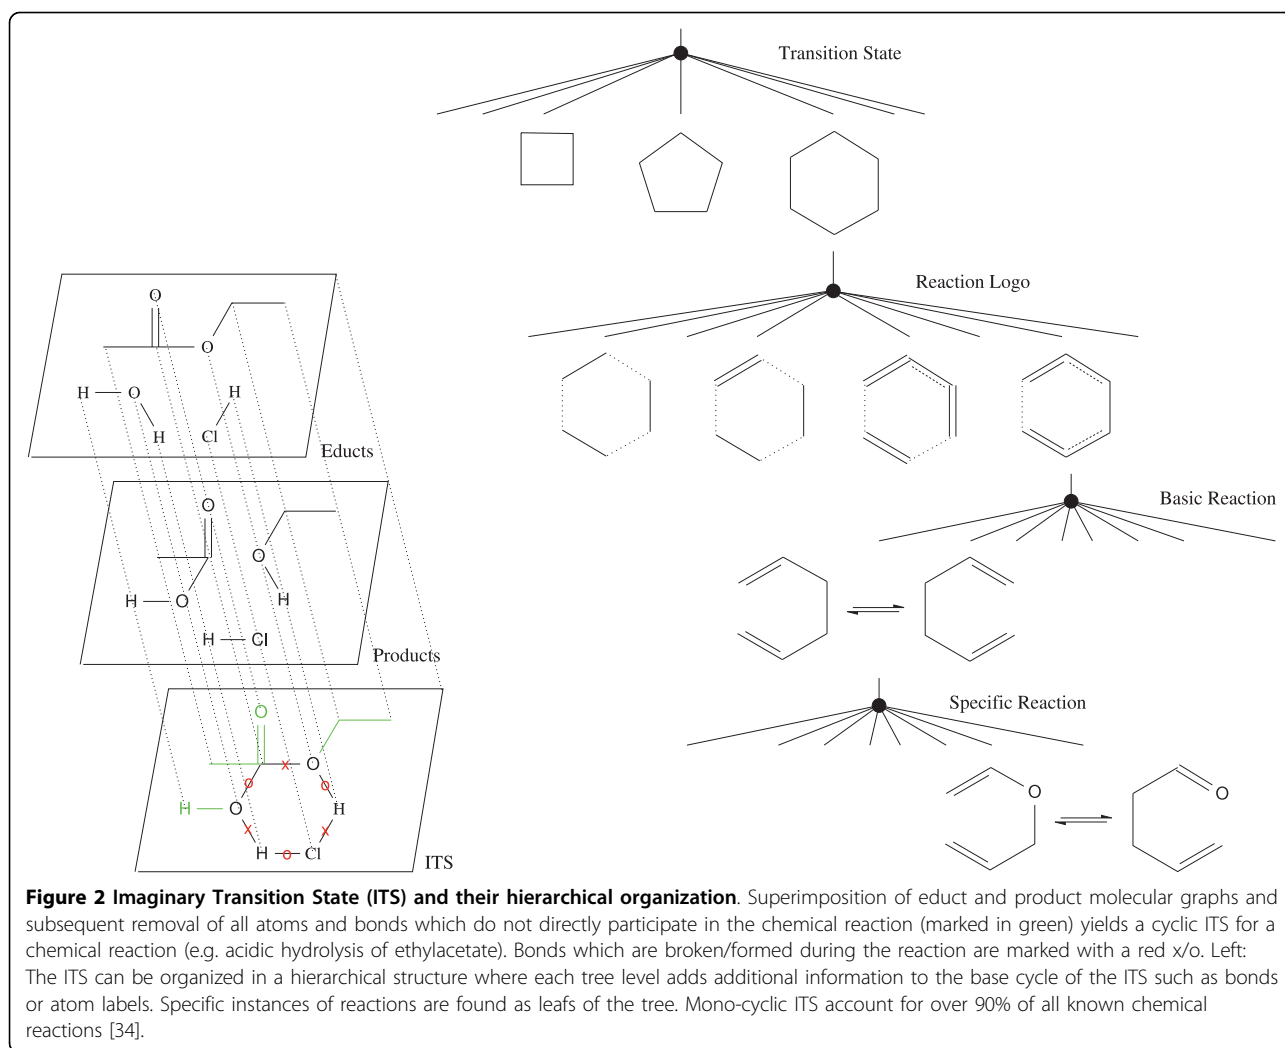 Transition State
Reaction Logo
Basic Reaction
Specific Reaction
O
O
O
H
O
H
H
Cl
H
Educts
O
O
H
O
H
H
Cl
Products
O
x
O
o
o
H
O
H
x
x
H
o
Cl
ITS
O
O
Figure 2 Imaginary Transition State (ITS) and their hierarchical organization. Superimposition of educt and product molecular graphs and
subsequent removal of all atoms and bonds which do not directly participate in the chemical reaction (marked in green) yields a cyclic ITS for a
chemical reaction (e.g. acidic hydrolysis of ethylacetate). Bonds which are broken/formed during the reaction are marked with a red x/o. Left:
The ITS can be organized in a hierarchical structure where each tree level adds additional information to the base cycle of the ITS such as bonds
or atom labels. Specific instances of reactions are found as leafs of the tree. Mono-cyclic ITS account for over 90% of all known chemical
reactions [34].